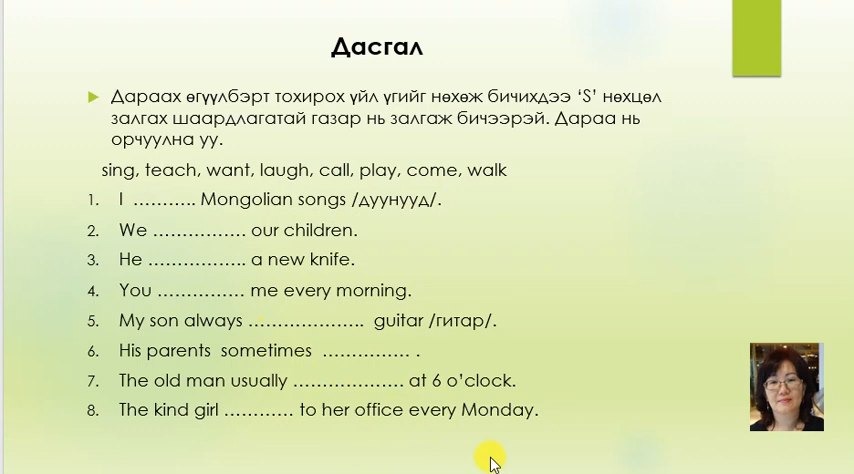 Дасгал
Дараах өгүүлбэрт тохирох үйл үгийг нөхөж бичихдээ ‘S’ нөхцөл
залгах шаардлагатай газар нь залгаж бичээрэй. Дараа нь
орчуулна уу.
sing, teach, want, laugh, call, play, come, walk
1. I ……….. Mongolian songs /дуунууд/.
2. We ……………. our children.
3. He …………….. a new knife.
4. You …………… me every morning.
5. My son always ……………….. guitar /гитар/.
6. His parents sometimes …………… .
7. The old man usually ……………… at 6 o’clock.
8. The kind girl ………… to her office every Monday.